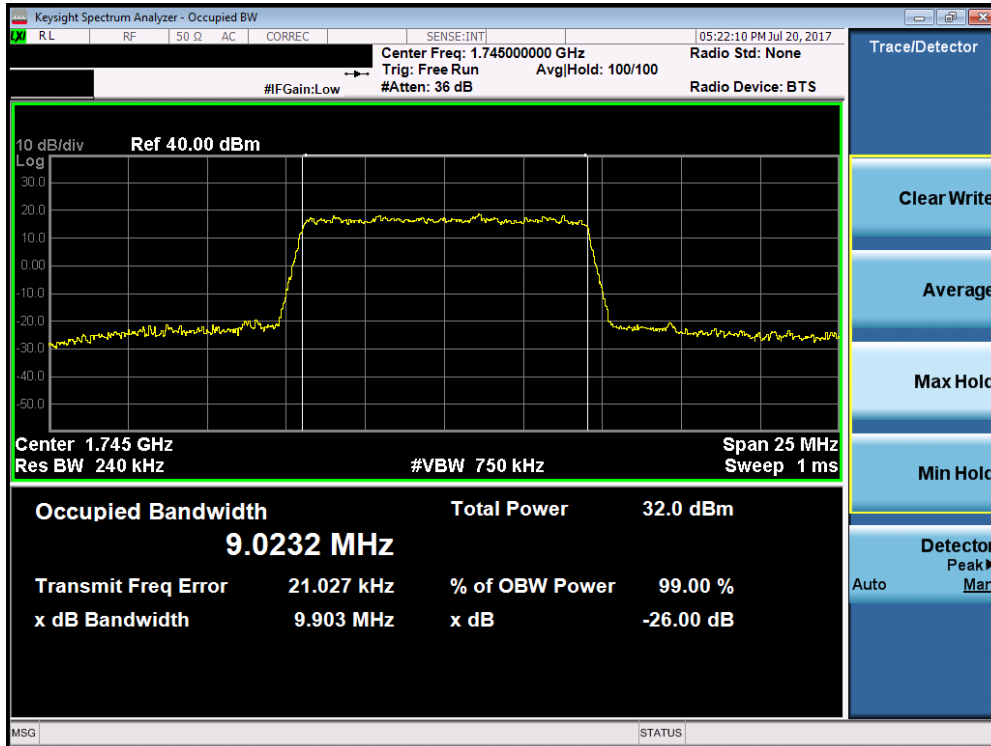 Keysight Spectrum Analyzer - Occupied BW
LXI RL RF 50 Ω AC CORREC SENSE:INT 05:22:10 PM Jul 20, 2017
Center Freq: 1.745000000 GHz Radio Std: None
Trig: Free Run Avg|Hold: 100/100
#IFGain:Low #Atten: 36 dB Radio Device: BTS
10 dB/div Ref 40.00 dBm
Log
30.0
20.0
10.0
0.00
-10.0
-20.0
-30.0
-40.0
-50.0
Center 1.745 GHz Span 25 MHz
Res BW 240 kHz #VBW 750 kHz Sweep 1 ms
Occupied Bandwidth Total Power 32.0 dBm
9.0232 MHz
Transmit Freq Error 21.027 kHz % of OBW Power 99.00 %
x dB Bandwidth 9.903 MHz x dB -26.00 dB
MSG STATUS
Trace/Detector
Clear Write
Average
Max Hold
Min Hold
Detector
Peak
Auto Man